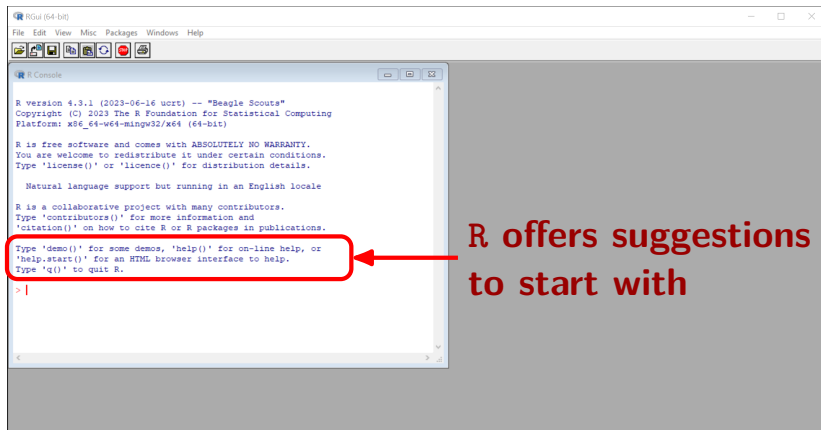 RGui (64-bit)
File Edit View Misc Packages Windows Help
R Console
R version 4.3.1 (2023-06-16 ucrt) -- "Beagle Scouts"
Copyright (C) 2023 The R Foundation for Statistical Computing
Platform: x86_64-w64-mingw32/x64 (64-bit)
R is free software and comes with ABSOLUTELY NO WARRANTY.
You are welcome to redistribute it under certain conditions.
Type 'license()' or 'licence()' for distribution details.
Natural language support but running in an English locale
R is a collaborative project with many contributors.
Type 'contributors()' for more information and
'citation()' on how to cite R or R packages in publications.
Type 'demo()' for some demos, 'help()' for on-line help, or
'help.start()' for an HTML browser interface to help.
Type 'q()' to quit R.
>
R offers suggestions
to start with